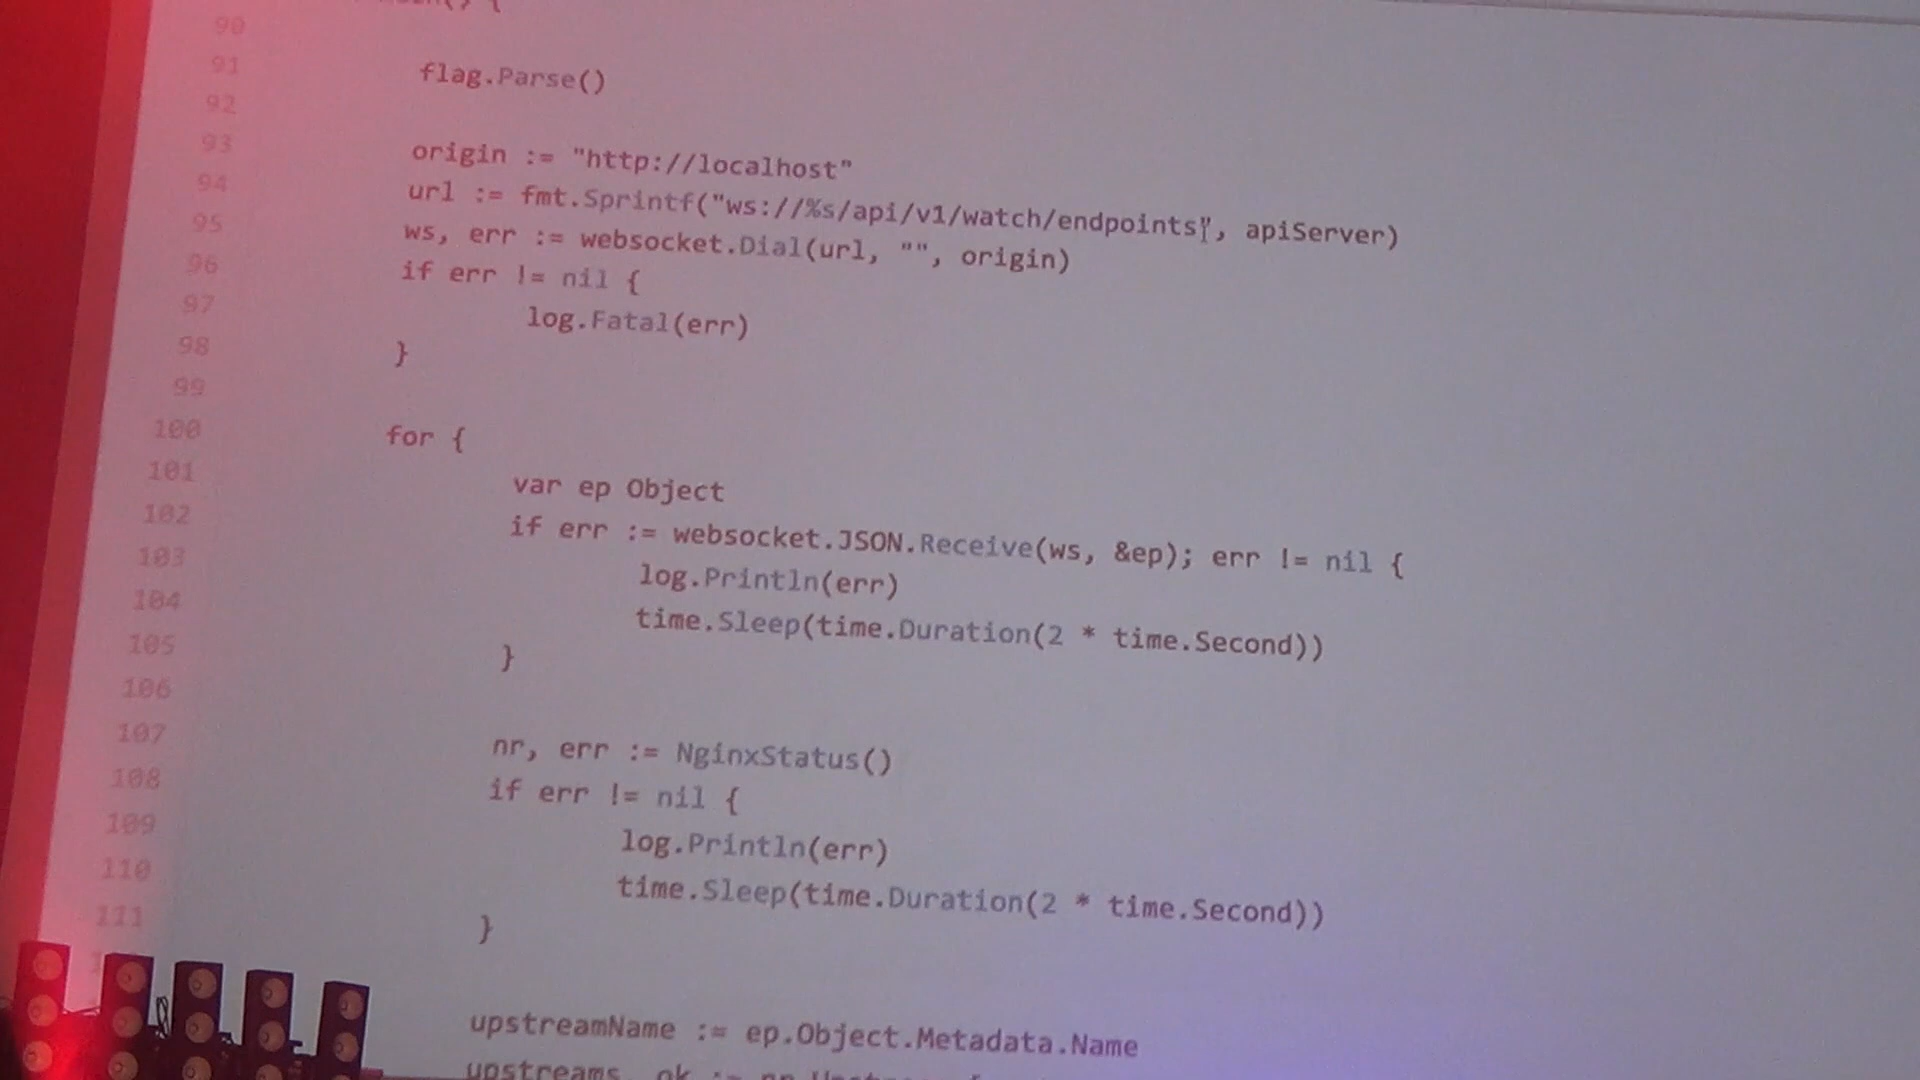 90
91 flag.Parse()
92
93 origin := "http://localhost"
94 url := fmt.Sprintf("ws://%s/api/v1/watch/endpoints", apiServer)
95 ws, err := websocket.Dial(url, "", origin)
96 if err != nil {
97 log.Fatal(err)
98 }
99
100 for {
101 var ep Object
102 if err := websocket.JSON.Receive(ws, &ep); err != nil {
103 log.Println(err)
104 time.Sleep(time.Duration(2 * time.Second))
105 }
106
107 nr, err := NginxStatus()
108 if err != nil {
109 log.Println(err)
110 time.Sleep(time.Duration(2 * time.Second))
111 }
upstreamName := ep.Object.Metadata.Name
upstreams, ok :=